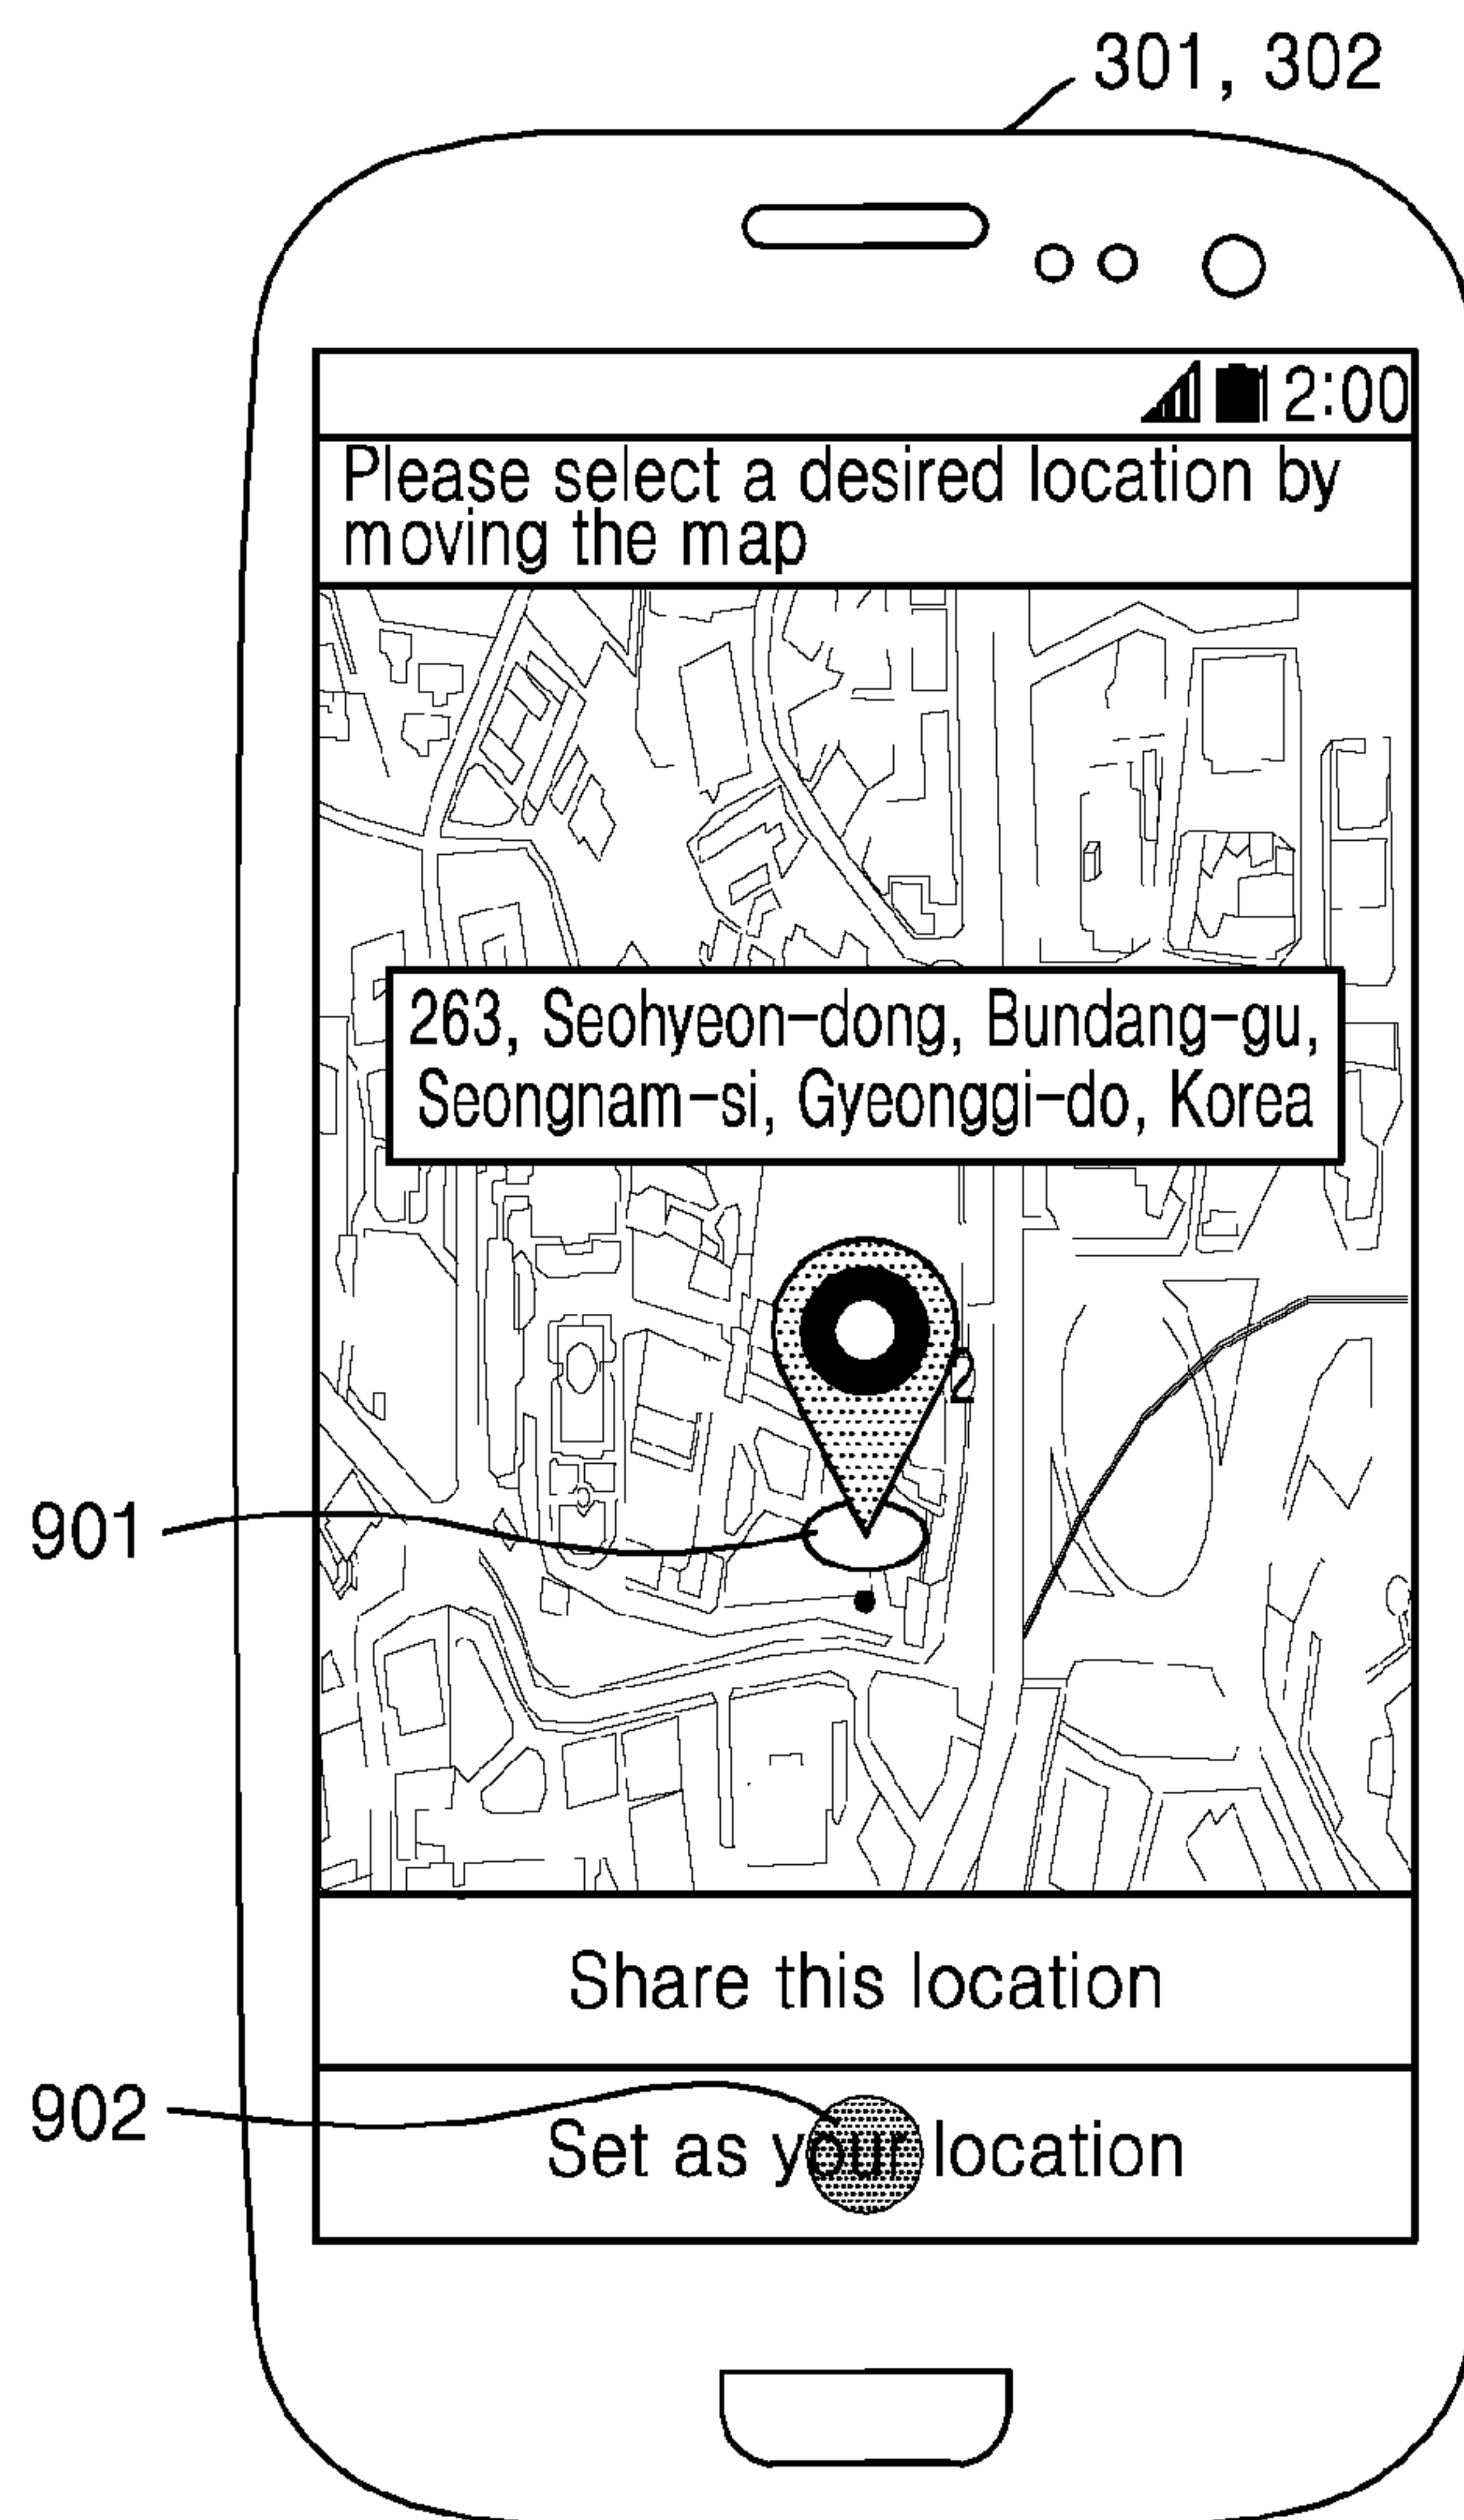 301, 302
2:00
Please select a desired location by
moving the map
263, Seohyeon-dong, Bundang-gu,
Seongnam-si, Gyeonggi-do, Korea
2
901
Share this location
902
Set as your location